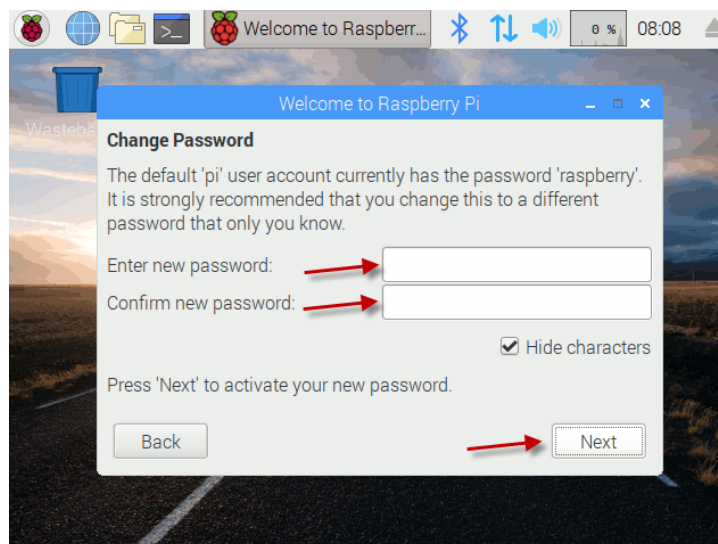 Welcome to Raspberr...
0 %
08:08
Wasteba
Welcome to Raspberry Pi
Change Password
The default 'pi' user account currently has the password 'raspberry'.
It is strongly recommended that you change this to a different
password that only you know.
Enter new password:
Confirm new password:
Hide characters
Press 'Next' to activate your new password.
Back
Next